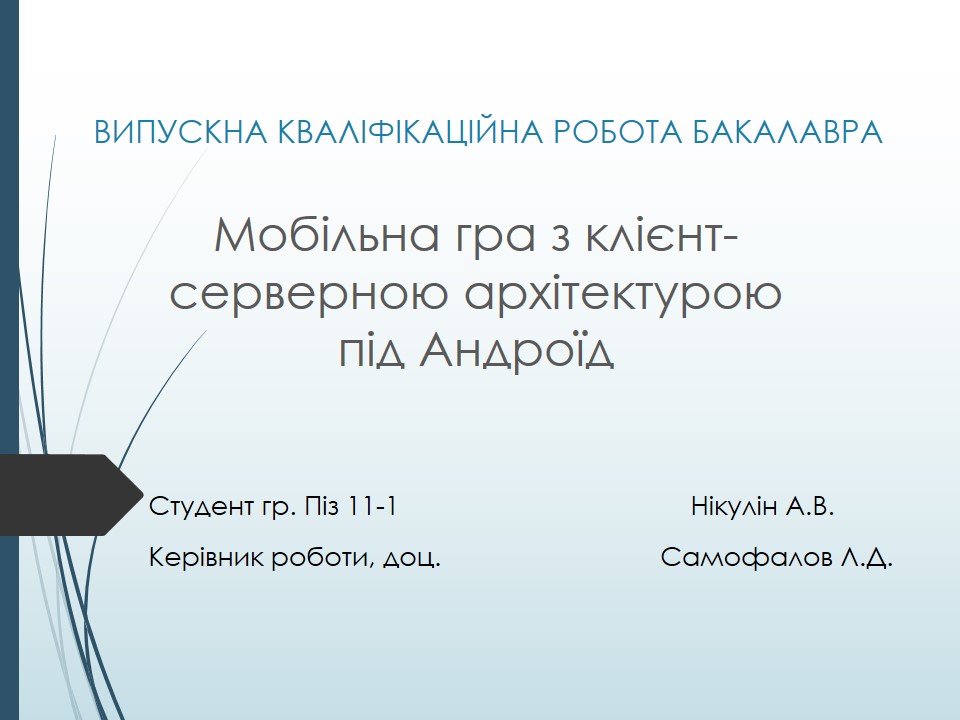 ВИПУСКНА КВАЛІФІКАЦІЙНА РОБОТА БАКАЛАВРА
Мобільна гра з клієнт-
серверною архітектурою
під Андроїд
Студент гр. Піз 11-1 Нікулін А.В.
Керівник роботи, доц. Самофалов Л.Д.